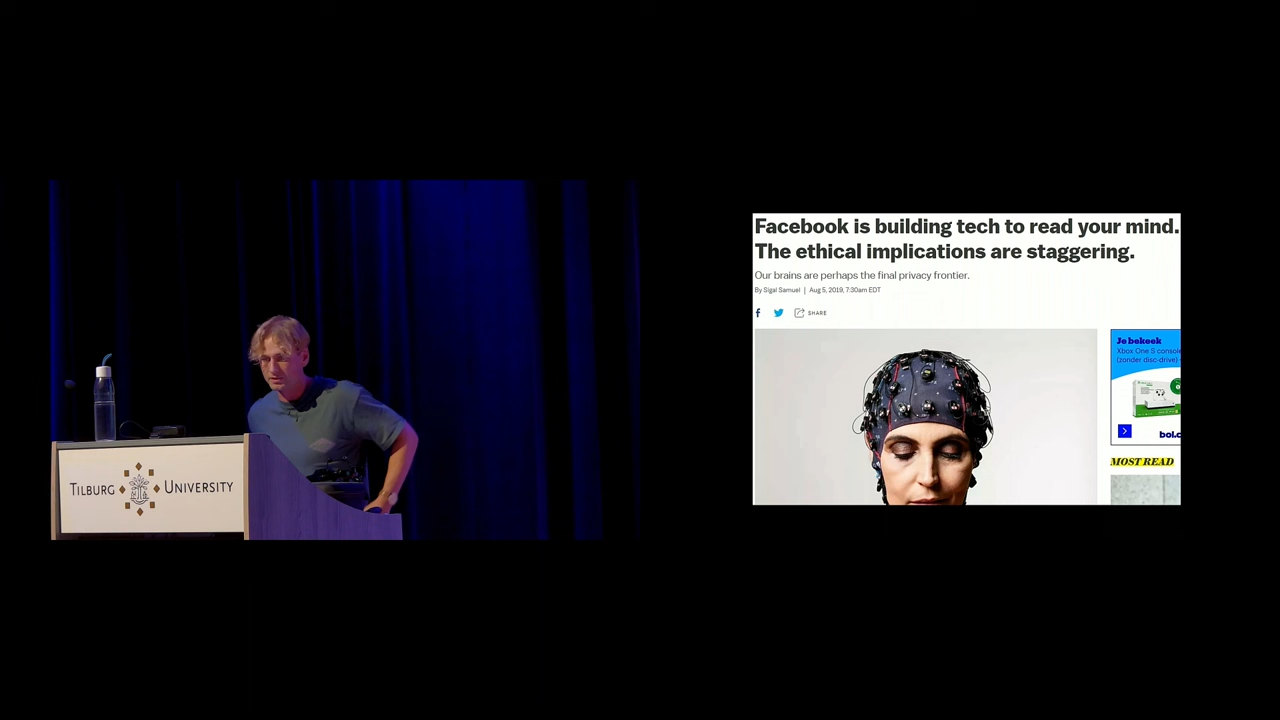 TILBURG UNIVERSITY
Facebook is building tech to read your mind.
The ethical implications are staggering.
Our brains are perhaps the final privacy frontier.
By Sigal Samuel | Aug 5, 2019, 7:30am EDT
f SHARE
Je bekeek
Xbox One S console
(zonder disc-drive)
bol.c
MOST READ